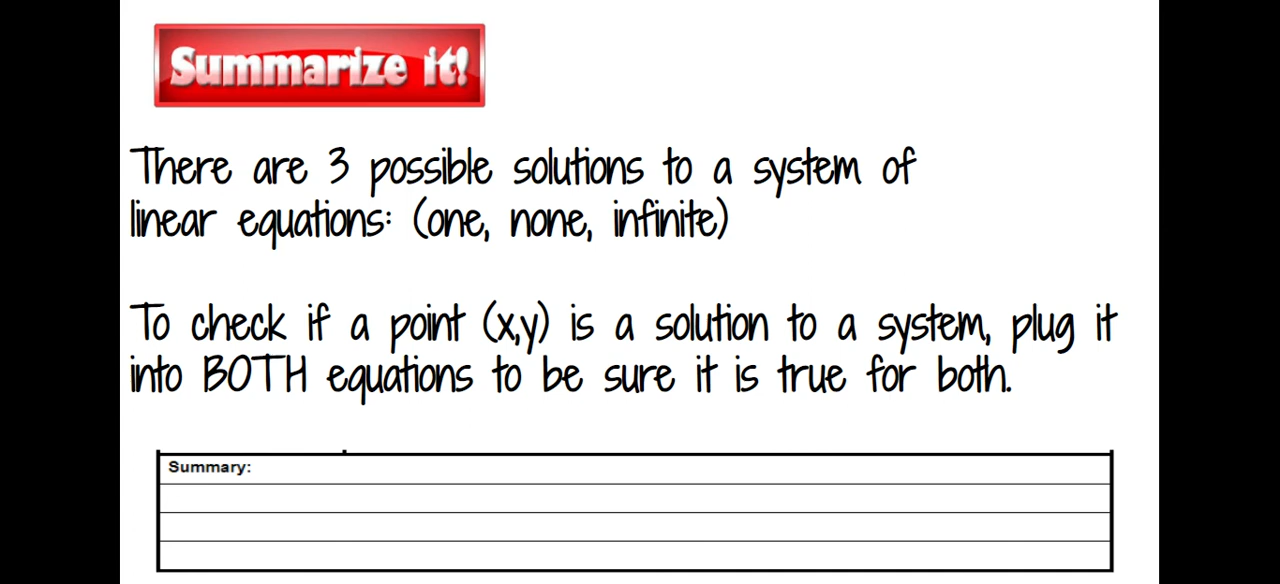 Summarize it!
There are 3 possible solutions to a system of
linear equations: (one, none, infinite)
To check if a point (x,y) is a solution to a system, plug it
into BOTH equations to be sure it is true for both.
Summary: